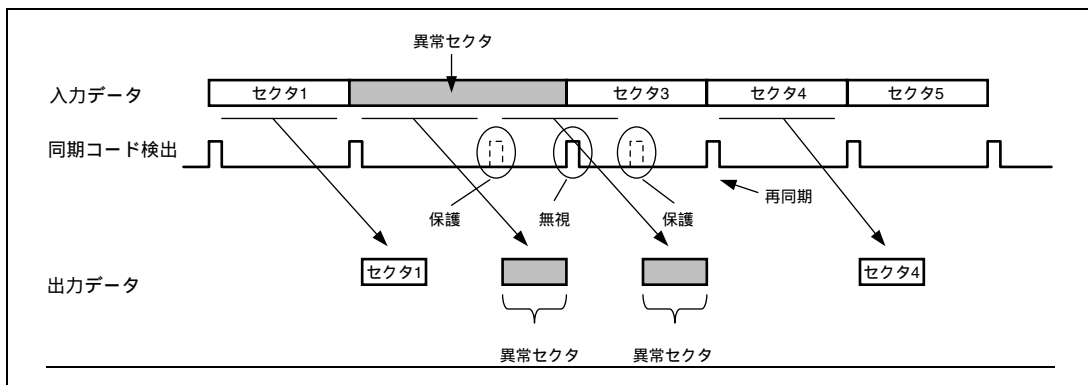 異常セクタ
入力データ
セクタ1
セクタ3
セクタ4
セクタ5
同期コード検出
保護
無視
保護
再同期
出力データ
セクタ1
セクタ4
異常セクタ
異常セクタ